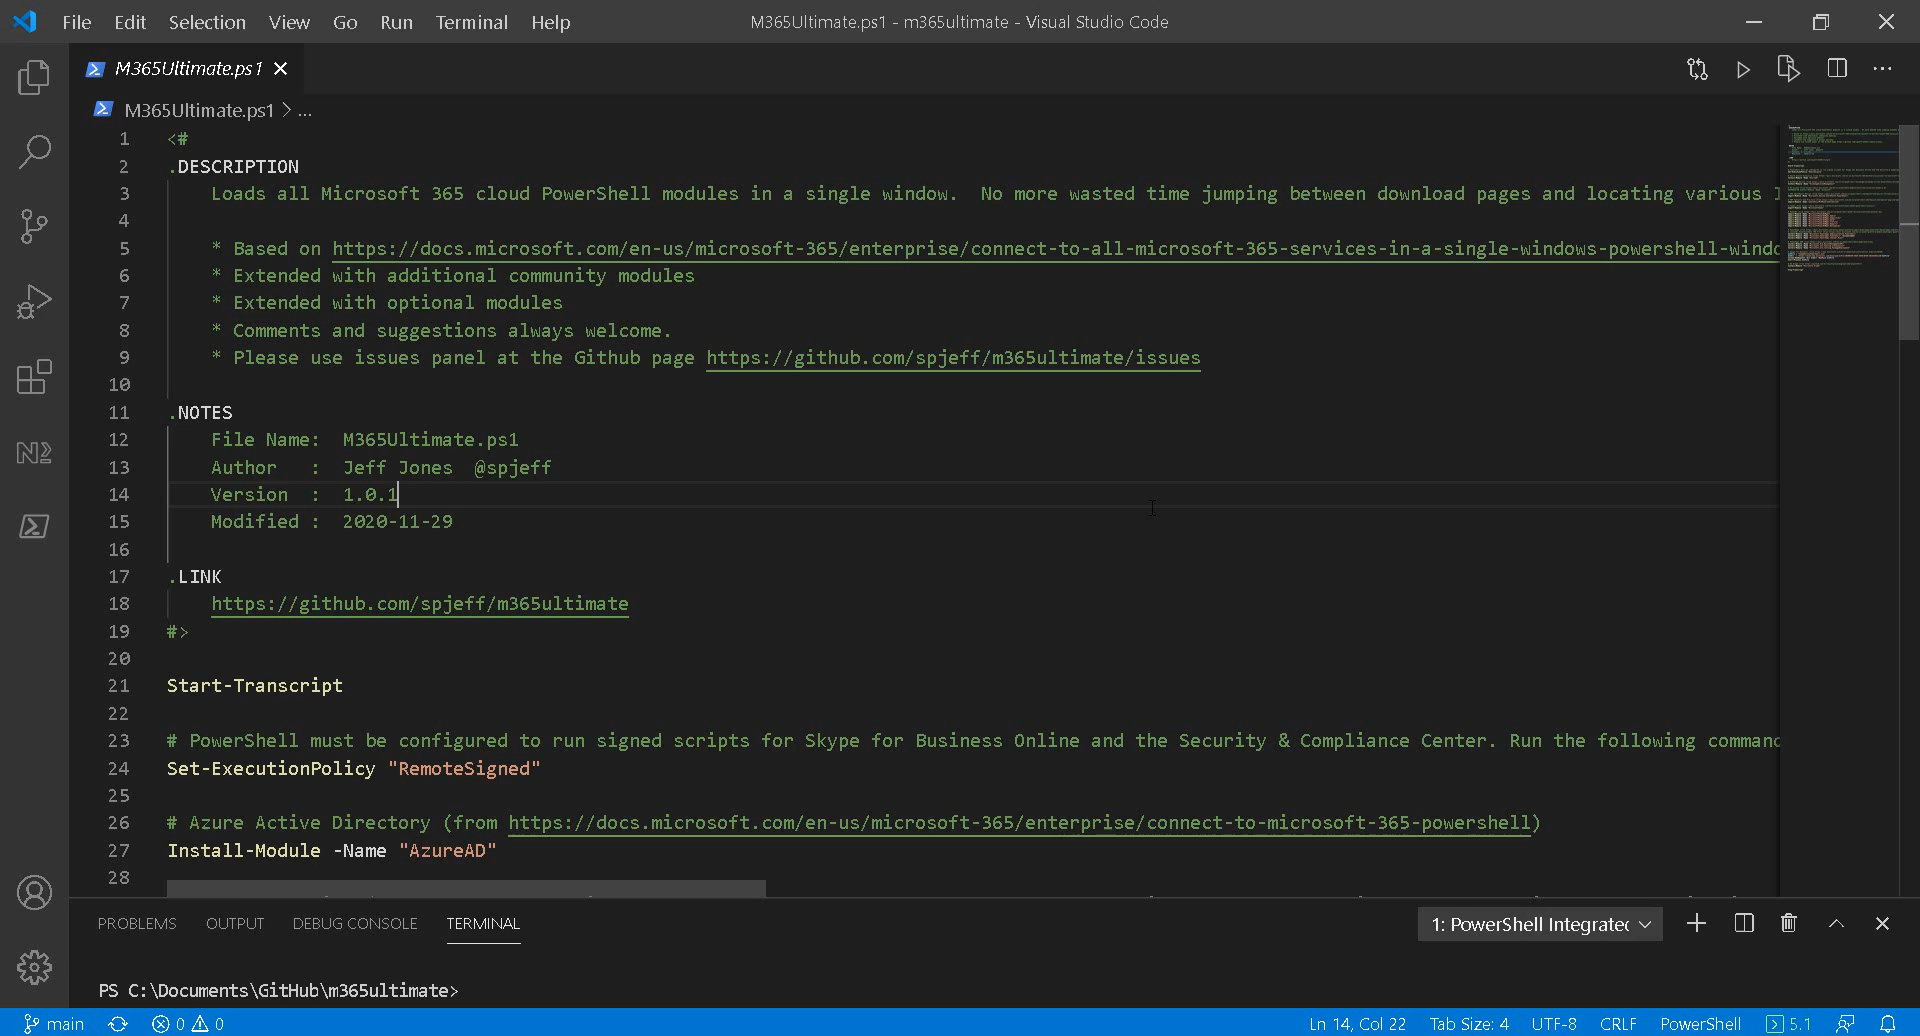 File Edit Selection View Go Run Terminal Help M365Ultimate.ps1 - m365ultimate - Visual Studio Code
M365Ultimate.ps1
M365Ultimate.ps1 > ...
1 <#
2 .DESCRIPTION
3 Loads all Microsoft 365 cloud PowerShell modules in a single window.  No more wasted time jumping between download pages and locating various
4
5 * Based on https://docs.microsoft.com/en-us/microsoft-365/enterprise/connect-to-all-microsoft-365-services-in-a-single-windows-powershell-windo
6 * Extended with additional community modules
7 * Extended with optional modules
8 * Comments and suggestions always welcome.
9 * Please use issues panel at the Github page https://github.com/spjeff/m365ultimate/issues
10
11 .NOTES
12 File Name:  M365Ultimate.ps1
13 Author   :  Jeff Jones  @spjeff
14 Version  :  1.0.1
15 Modified :  2020-11-29
16
17 .LINK
18 https://github.com/spjeff/m365ultimate
19 #>
20
21 Start-Transcript
22
23 # PowerShell must be configured to run signed scripts for Skype for Business Online and the Security & Compliance Center. Run the following command
24 Set-ExecutionPolicy "RemoteSigned"
25
26 # Azure Active Directory (from https://docs.microsoft.com/en-us/microsoft-365/enterprise/connect-to-microsoft-365-powershell)
27 Install-Module -Name "AzureAD"
28
PROBLEMS OUTPUT DEBUG CONSOLE TERMINAL 1: PowerShell Integrated
PS C:\Documents\GitHub\m365ultimate>
main 0 0 Ln 14, Col 22 Tab Size: 4 UTF-8 CRLF PowerShell 5.1